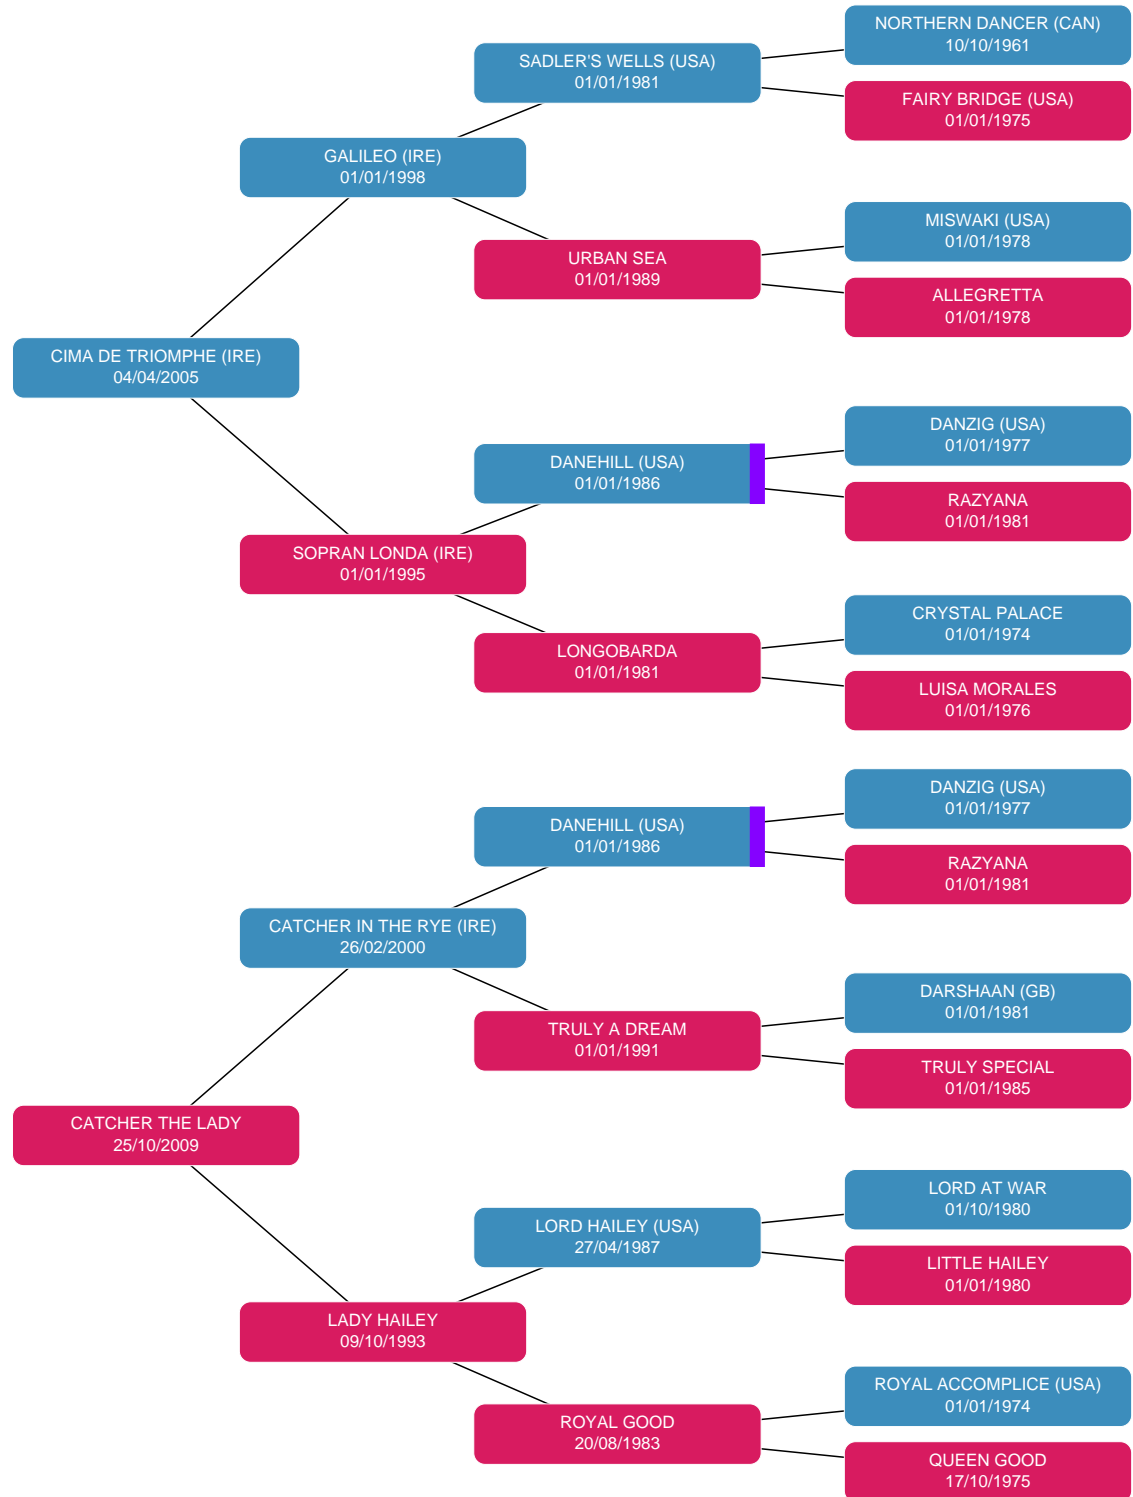 NORTHERN DANCER (CAN)
10/10/1961
SADLER'S WELLS (USA)
01/01/1981
FAIRY BRIDGE (USA)
01/01/1975
GALILEO (IRE)
01/01/1998
MISWAKI (USA)
01/01/1978
URBAN SEA
01/01/1989
ALLEGRETTA
01/01/1978
CIMA DE TRIOMPHE (IRE)
04/04/2005
DANZIG (USA)
01/01/1977
DANEHILL (USA)
01/01/1986
RAZYANA
01/01/1981
SOPRAN LONDA (IRE)
01/01/1995
CRYSTAL PALACE
01/01/1974
LONGOBARDA
01/01/1981
LUISA MORALES
01/01/1976
DANZIG (USA)
01/01/1977
DANEHILL (USA)
01/01/1986
RAZYANA
01/01/1981
CATCHER IN THE RYE (IRE)
26/02/2000
DARSHAAN (GB)
01/01/1981
TRULY A DREAM
01/01/1991
TRULY SPECIAL
01/01/1985
CATCHER THE LADY
25/10/2009
LORD AT WAR
01/10/1980
LORD HAILEY (USA)
27/04/1987
LITTLE HAILEY
01/01/1980
LADY HAILEY
09/10/1993
ROYAL ACCOMPLICE (USA)
01/01/1974
ROYAL GOOD
20/08/1983
QUEEN GOOD
17/10/1975